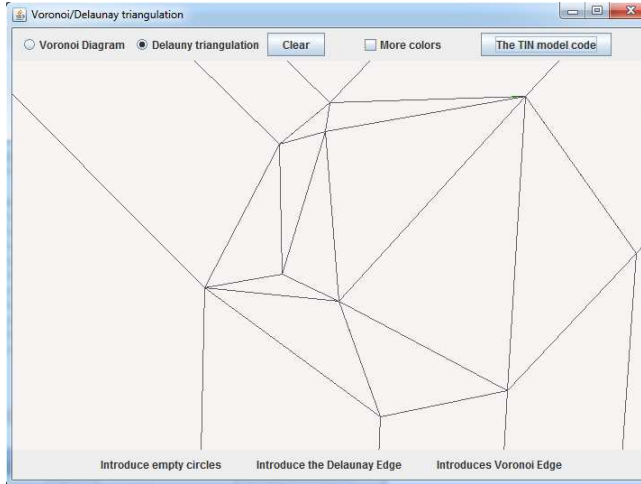 Voronoi/Delaunay triangulation
Voronoi Diagram Delauny triangulation Clear More colors The TIN model code
Introduce empty circles Introduce the Delaunay Edge Introduces Voronoi Edge